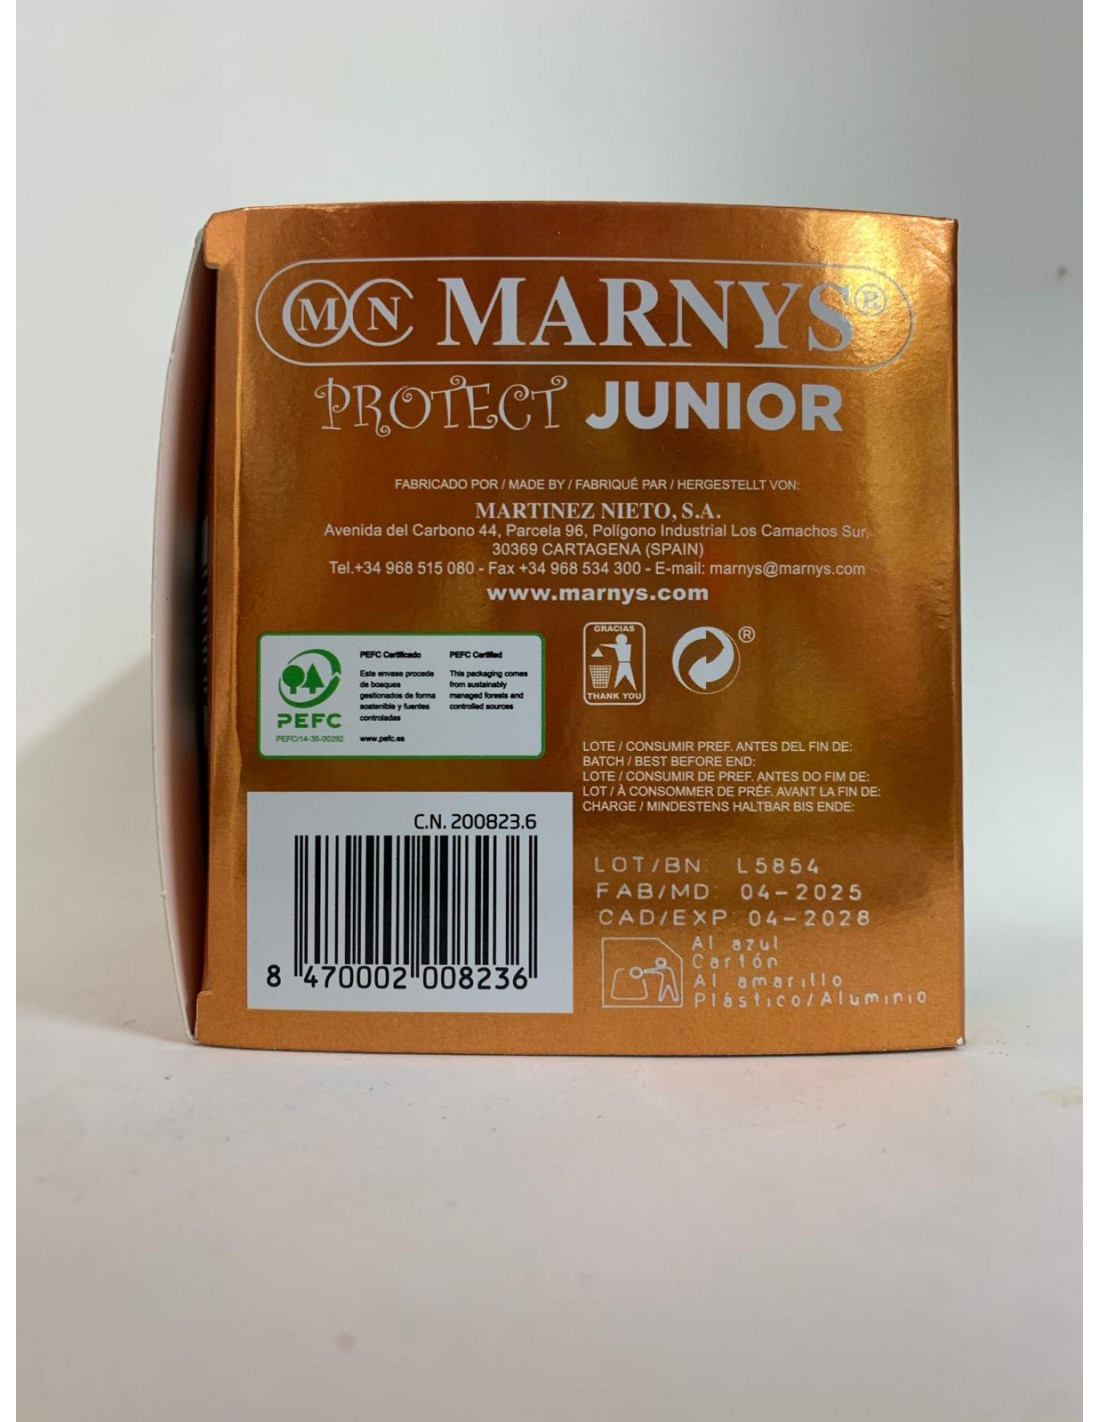 MN MARNYS®
PROTECT JUNIOR
FABRICADO POR / MADE BY / FABRIQUÉ PAR / HERGESTELLT VON:
MARTINEZ NIETO, S.A.
Avenida del Carbono 44, Parcela 96, Polígono Industrial Los Camachos Sur,
30369 CARTAGENA (SPAIN)
Tel.+34 968 515 080 - Fax +34 968 534 300 - E-mail: marnys@marnys.com
www.marnys.com
GRACIAS
THANK YOU
®
PEFC
PEFC/14-35-00292
PEFC Certificado
Este envase procede
de bosques
gestionados de forma
sostenible y fuentes
controladas
www.pefc.es
PEFC Certified
This packaging comes
from sustainably
managed forests and
controlled sources
LOTE / CONSUMIR PREF. ANTES DEL FIN DE:
BATCH / BEST BEFORE END:
LOTE / CONSUMIR DE PREF. ANTES DO FIM DE:
LOT / À CONSOMMER DE PRÉF. AVANT LA FIN DE:
CHARGE / MINDESTENS HALTBAR BIS ENDE:
C.N. 200823.6
8 470002 008236
LOT/BN: L5854
FAB/MD: 04-2025
CAD/EXP: 04-2028
Al azul
Cartón
Al amarillo
Plástico/Aluminio